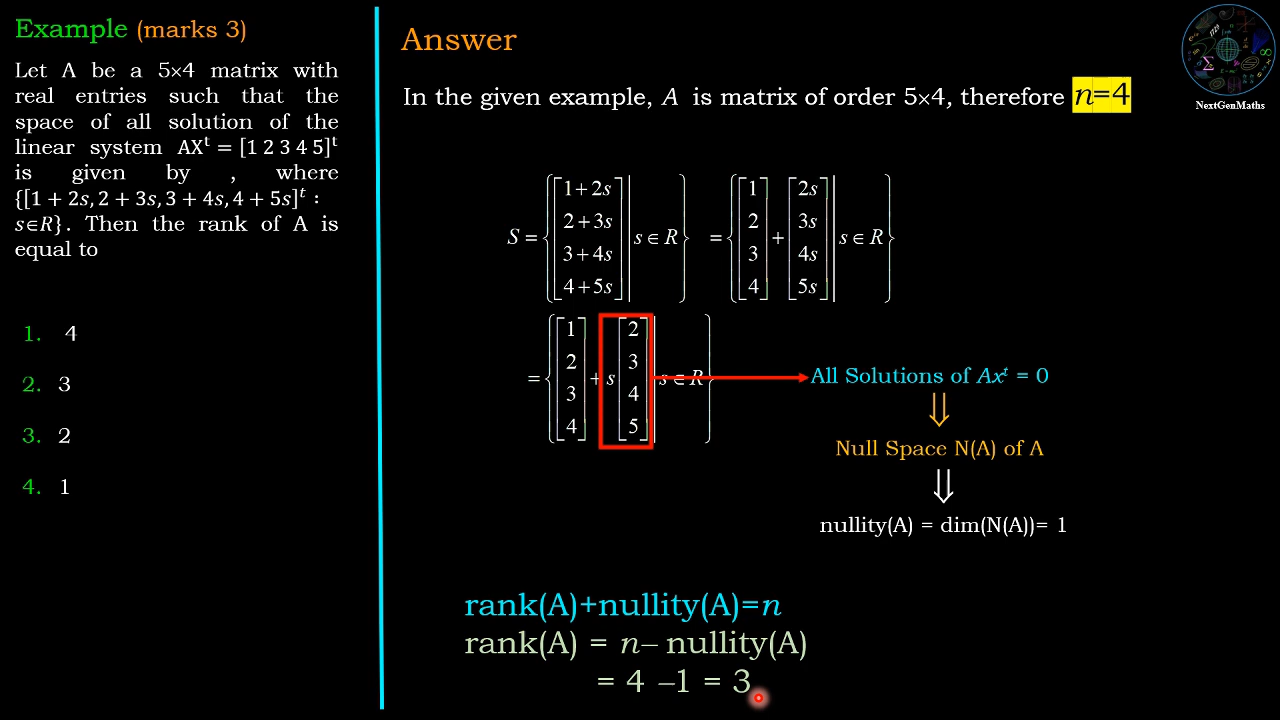 Example (marks 3)
Let A be a 5×4 matrix with
real entries such that the
space of all solution of the
linear system AXᵗ = [1 2 3 4 5]ᵗ
is given by , where
{[1 + 2s, 2 + 3s, 3 + 4s, 4 + 5s]ᵗ :
s∈R}. Then the rank of A is
equal to
1. 4
2. 3
3. 2
4. 1
Answer
In the given example, A is matrix of order 5×4, therefore n=4
S = { [1+2s 2+3s 3+4s 4+5s] | s ∈ R } = { [1 2 3 4] + [2s 3s 4s 5s] | s ∈ R }
= { [1 2 3 4] + s [2 3 4 5] | s ∈ R }
All Solutions of Axᵗ = 0
⇓
Null Space N(A) of A
⇓
nullity(A) = dim(N(A))= 1
rank(A)+nullity(A)=n
rank(A) = n– nullity(A)
= 4 –1 = 3
NextGenMaths